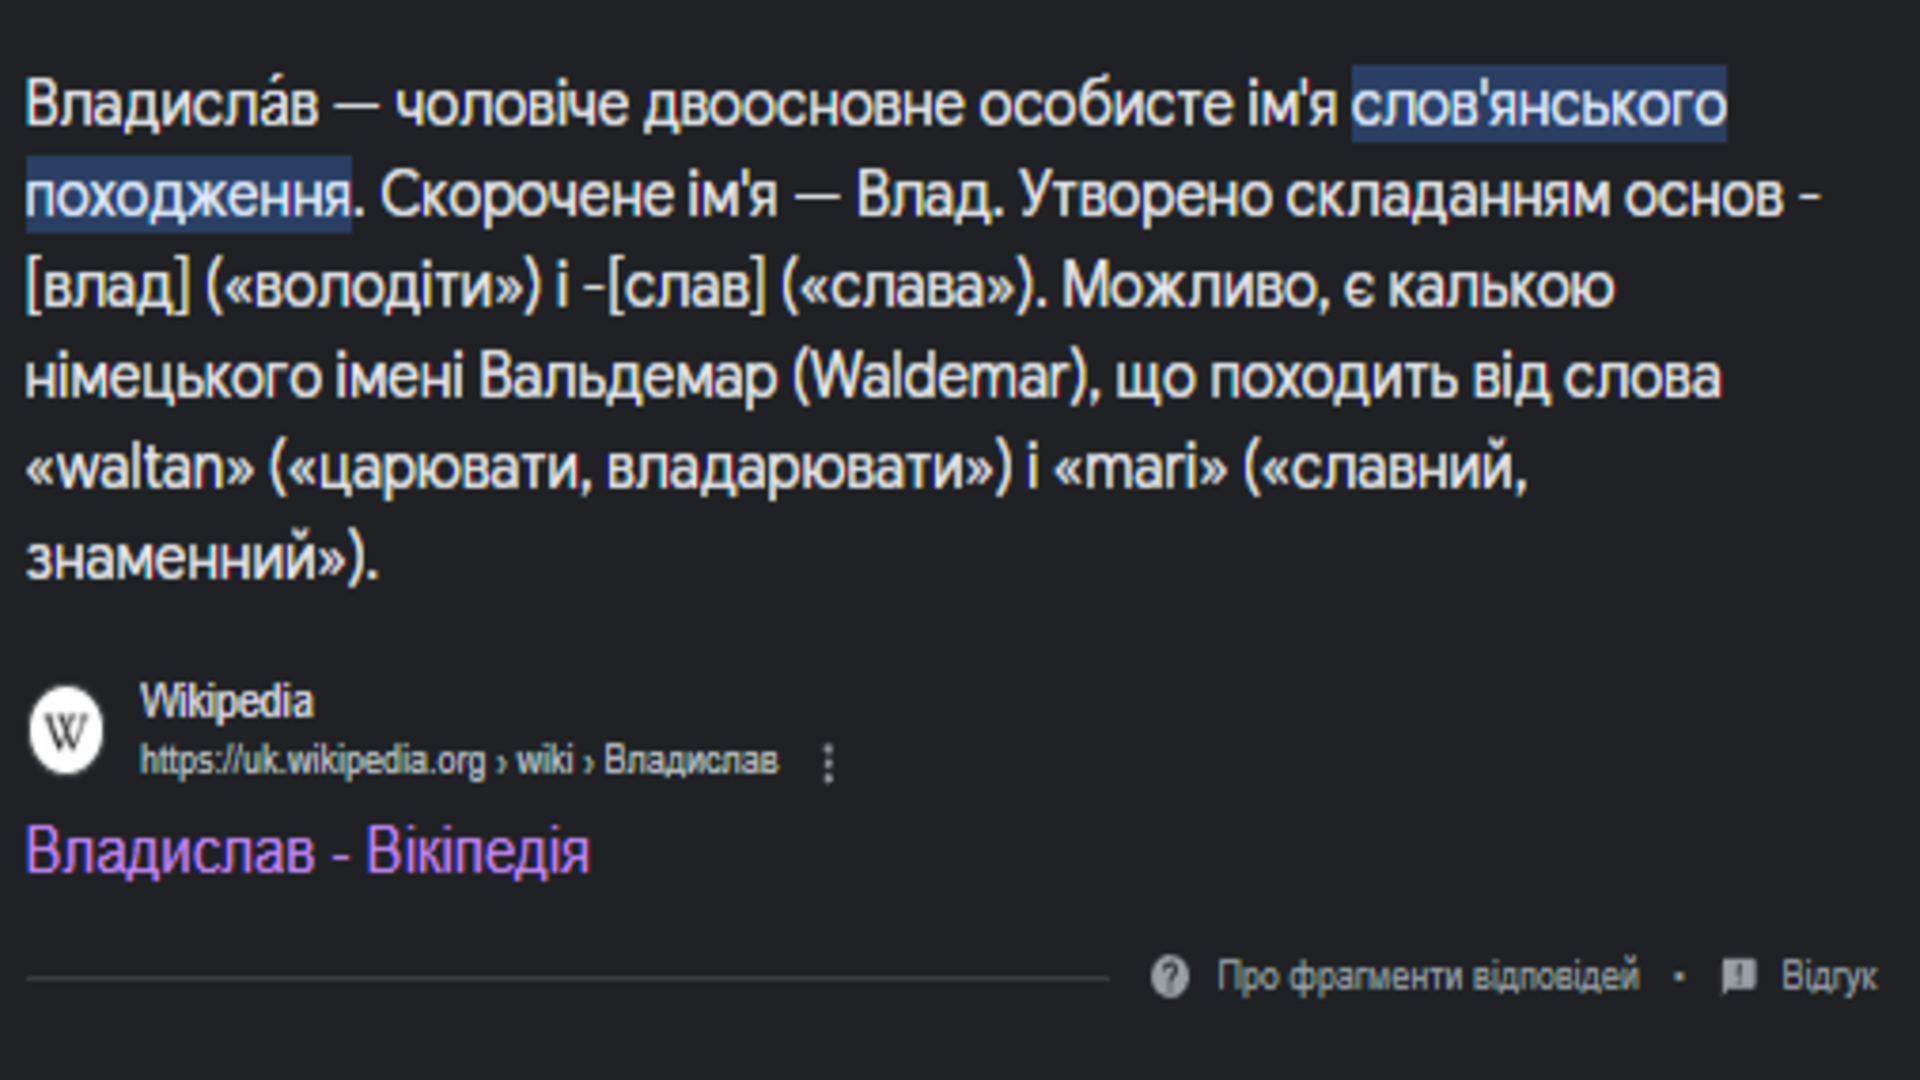 Владисла́в — чоловіче двоосновне особисте ім'я слов'янського
походження. Скорочене ім'я — Влад. Утворено складанням основ -
[влад] («володіти») і -[слав] («слава»). Можливо, є калькою
німецького імені Вальдемар (Waldemar), що походить від слова
«waltan» («царювати, владарювати») і «mari» («славний,
знаменний»).
W
Wikipedia
https://uk.wikipedia.org › wiki › Владислав
Владислав - Вікіпедія
Про фрагменти відповідей • Відгук